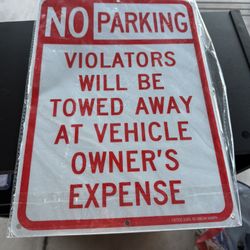 NO PARKING
VIOLATORS
WILL BE
TOWED AWAY
AT VEHICLE
OWNER'S
EXPENSE